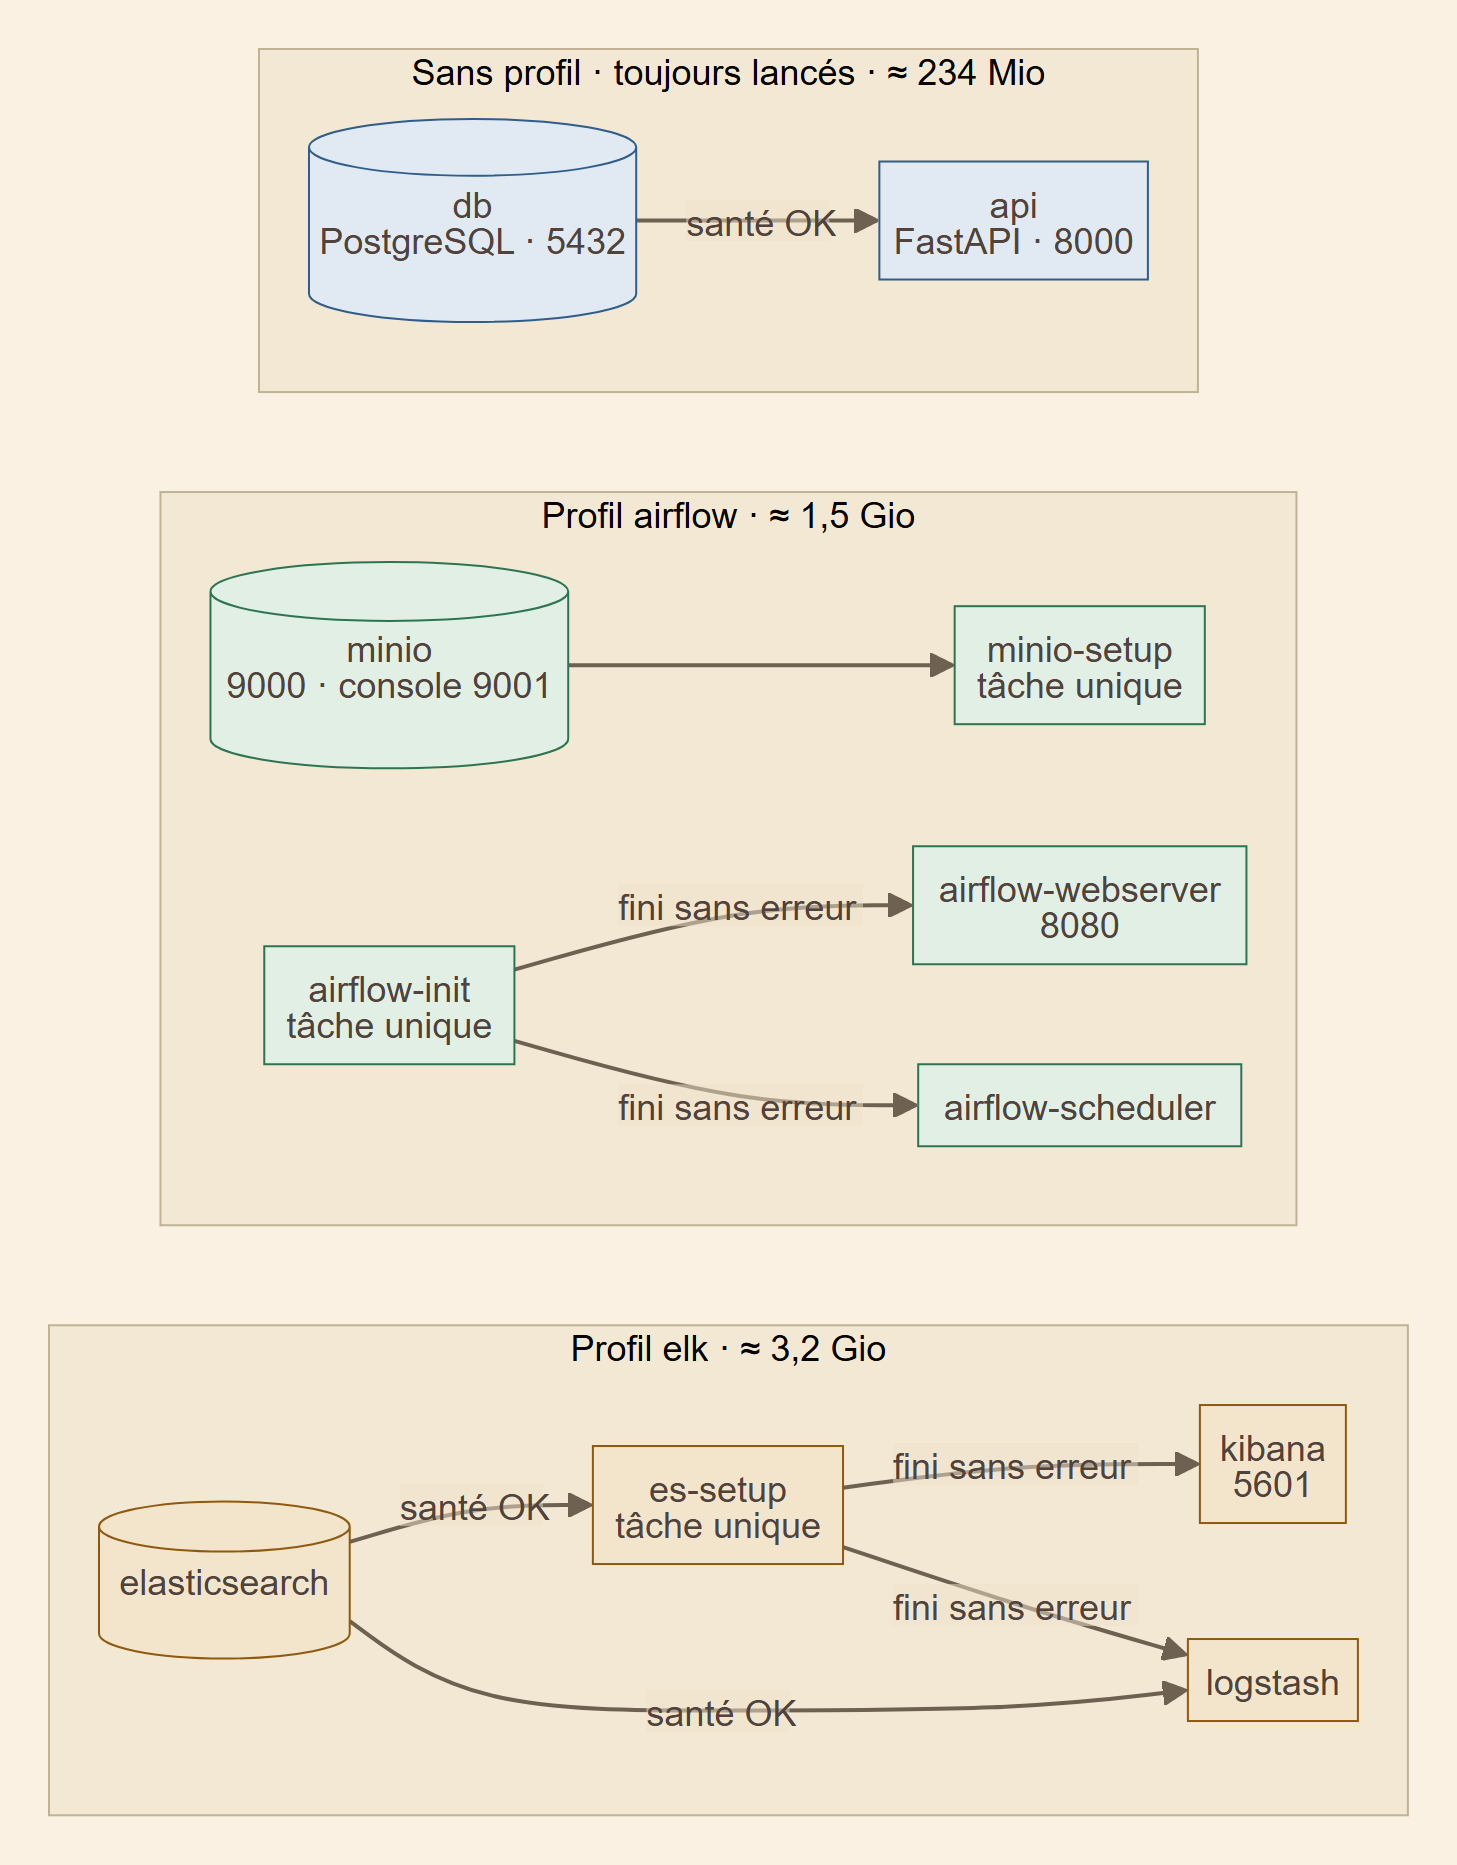 Sans profil · toujours lancés · ≈ 234 Mio
db
PostgreSQL · 5432
santé OK
api
FastAPI · 8000
Profil airflow · ≈ 1,5 Gio
minio
9000 · console 9001
minio-setup
tâche unique
airflow-init
tâche unique
fini sans erreur
airflow-webserver
8080
fini sans erreur
airflow-scheduler
Profil elk · ≈ 3,2 Gio
elasticsearch
santé OK
es-setup
tâche unique
fini sans erreur
kibana
5601
fini sans erreur
logstash
santé OK